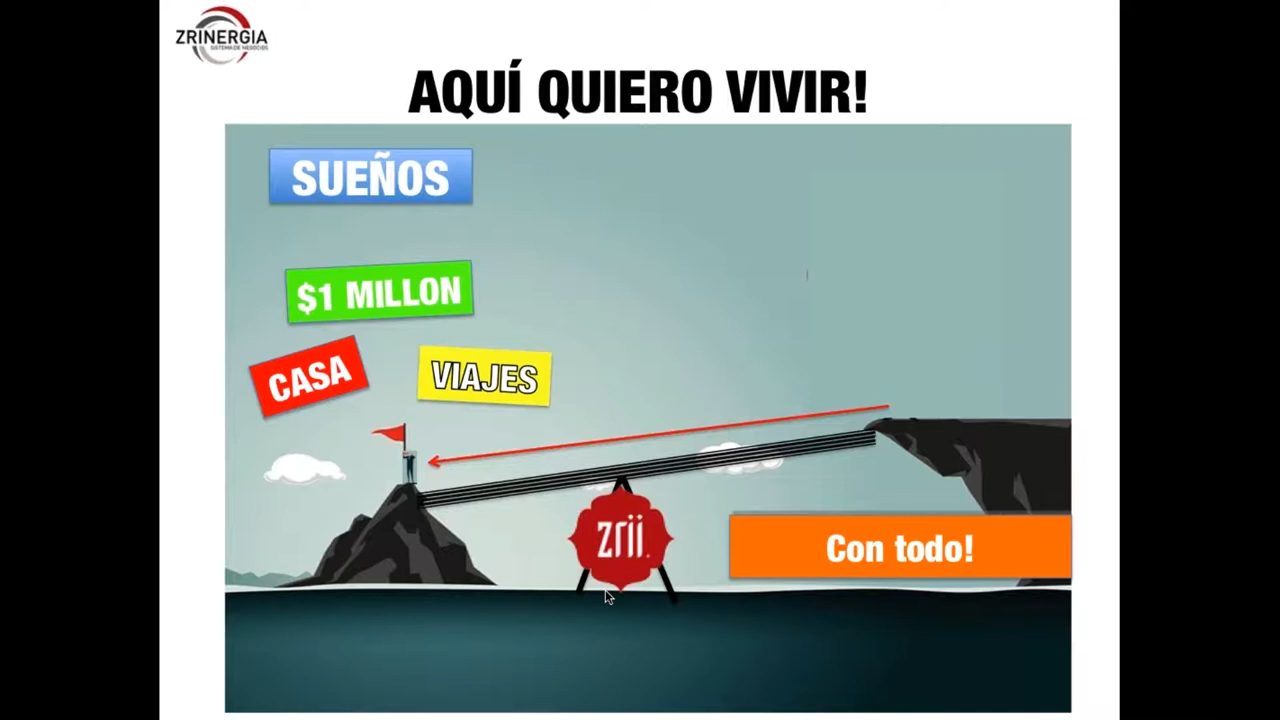 ZRINERGIA
SISTEMA DE NEGOCIOS
AQUÍ QUIERO VIVIR!
SUEÑOS
$1 MILLON
CASA
VIAJES
zrii
Con todo!